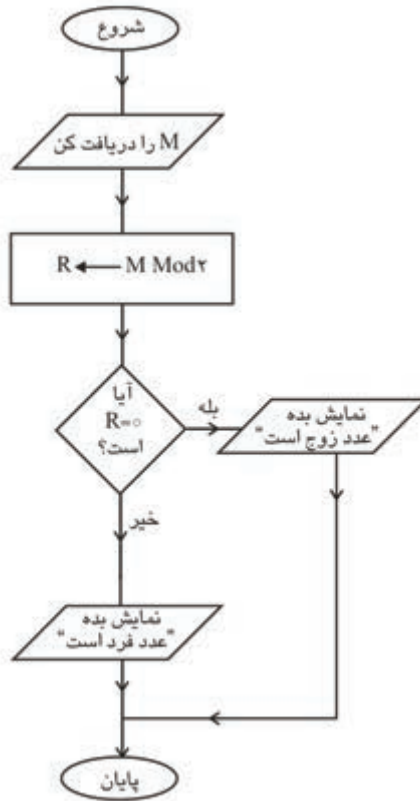 شروع
M را دریافت کن
R ← M Mod۲
آیا
R=۰
است؟
بله
نمایش بده
"عدد زوج است"
خیر
نمایش بده
"عدد فرد است"
پایان